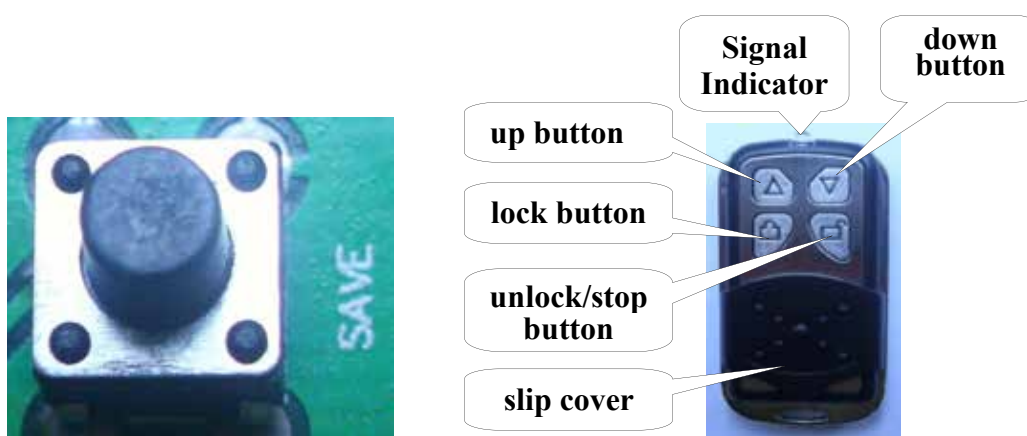 SAVE
Signal
Indicator
down
button
up button
lock button
unlock/stop
button
slip cover